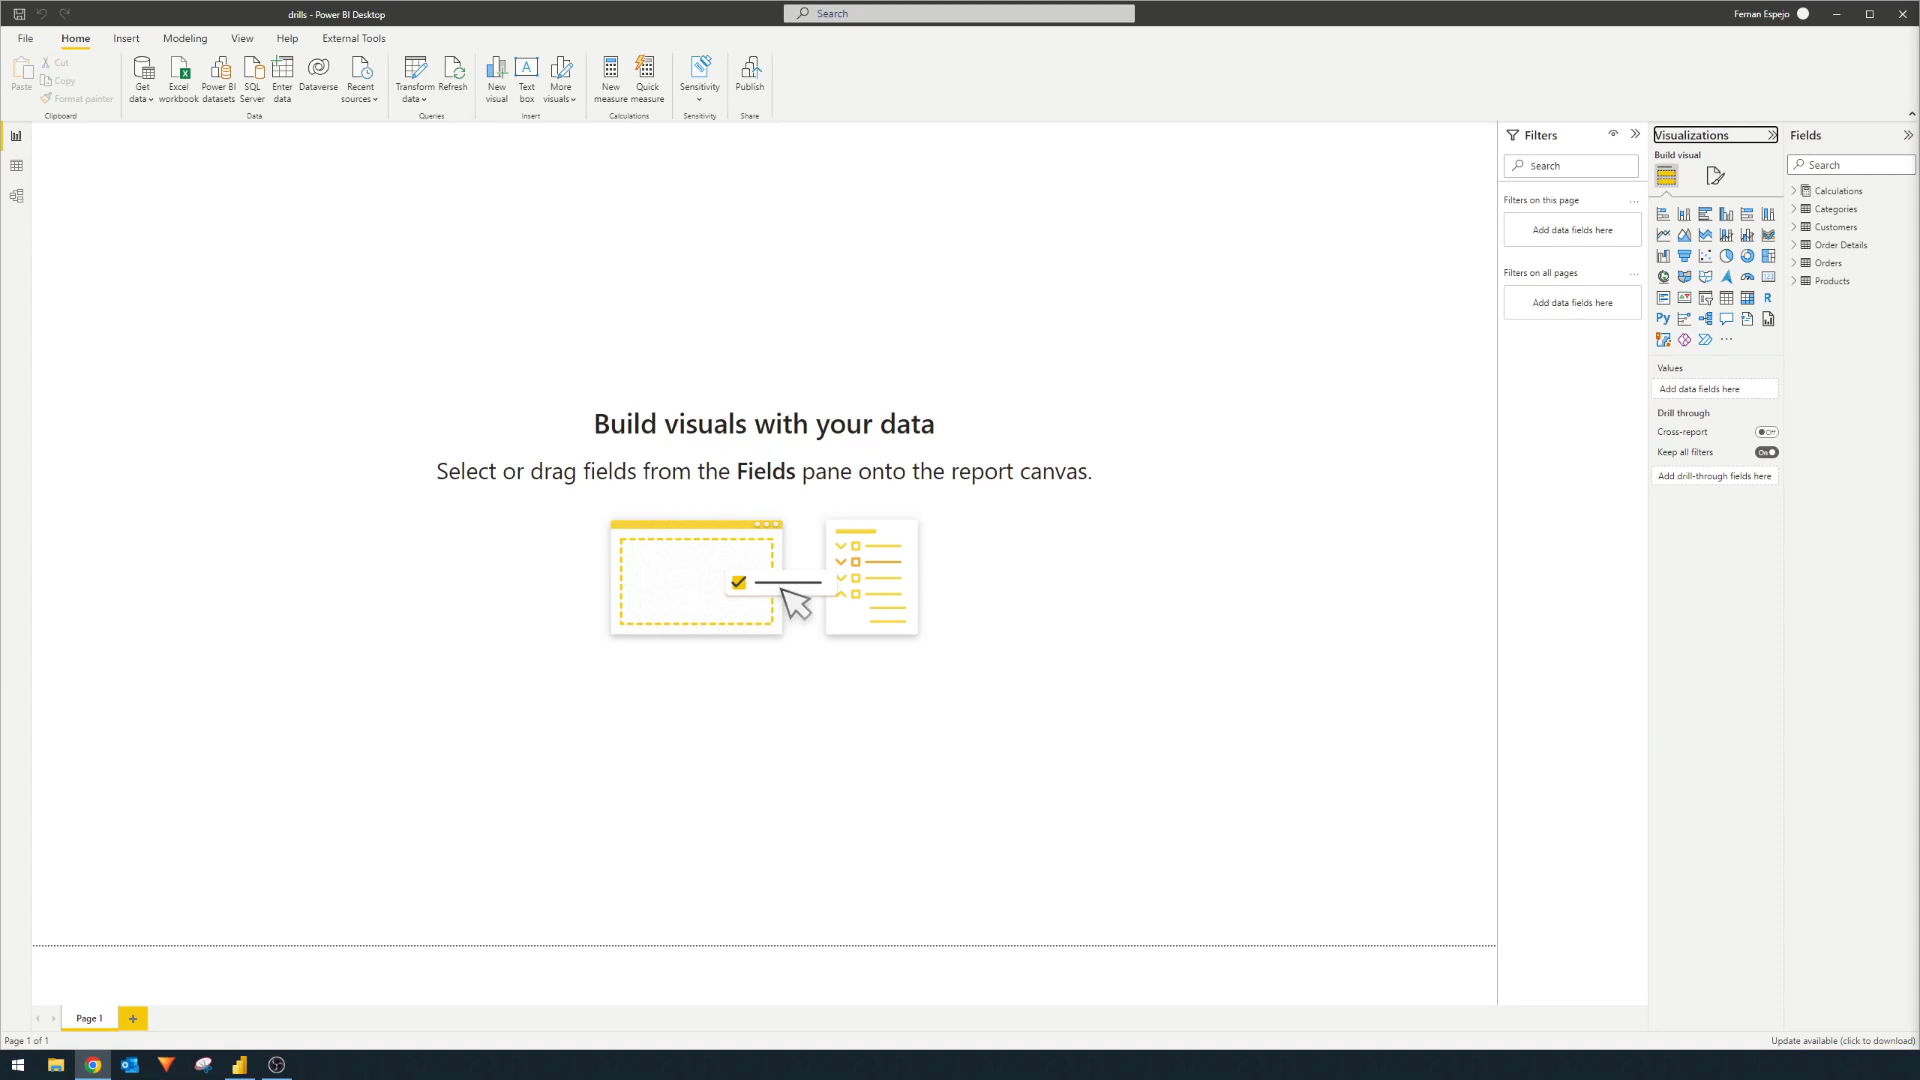 drills - Power BI Desktop
Search
Fernan Espejo
File
Home
Insert
Modeling
View
Help
External Tools
Paste
Cut
Copy
Format painter
Clipboard
Get data
Excel workbook
Power BI datasets
SQL Server
Enter data
Dataverse
Recent sources
Data
Transform data
Refresh
Queries
New visual
Text box
More visuals
Insert
New measure
Quick measure
Calculations
Sensitivity
Sensitivity
Publish
Share
Build visuals with your data
Select or drag fields from the Fields pane onto the report canvas.
Filters
Search
Filters on this page
...
Add data fields here
Filters on all pages
...
Add data fields here
Visualizations
Build visual
R
Py
123
...
Values
Add data fields here
Drill through
Cross-report
Off
Keep all filters
On
Add drill-through fields here
Fields
Search
Calculations
Categories
Customers
Order Details
Orders
Products
Page 1
Page 1 of 1
Update available (click to download)